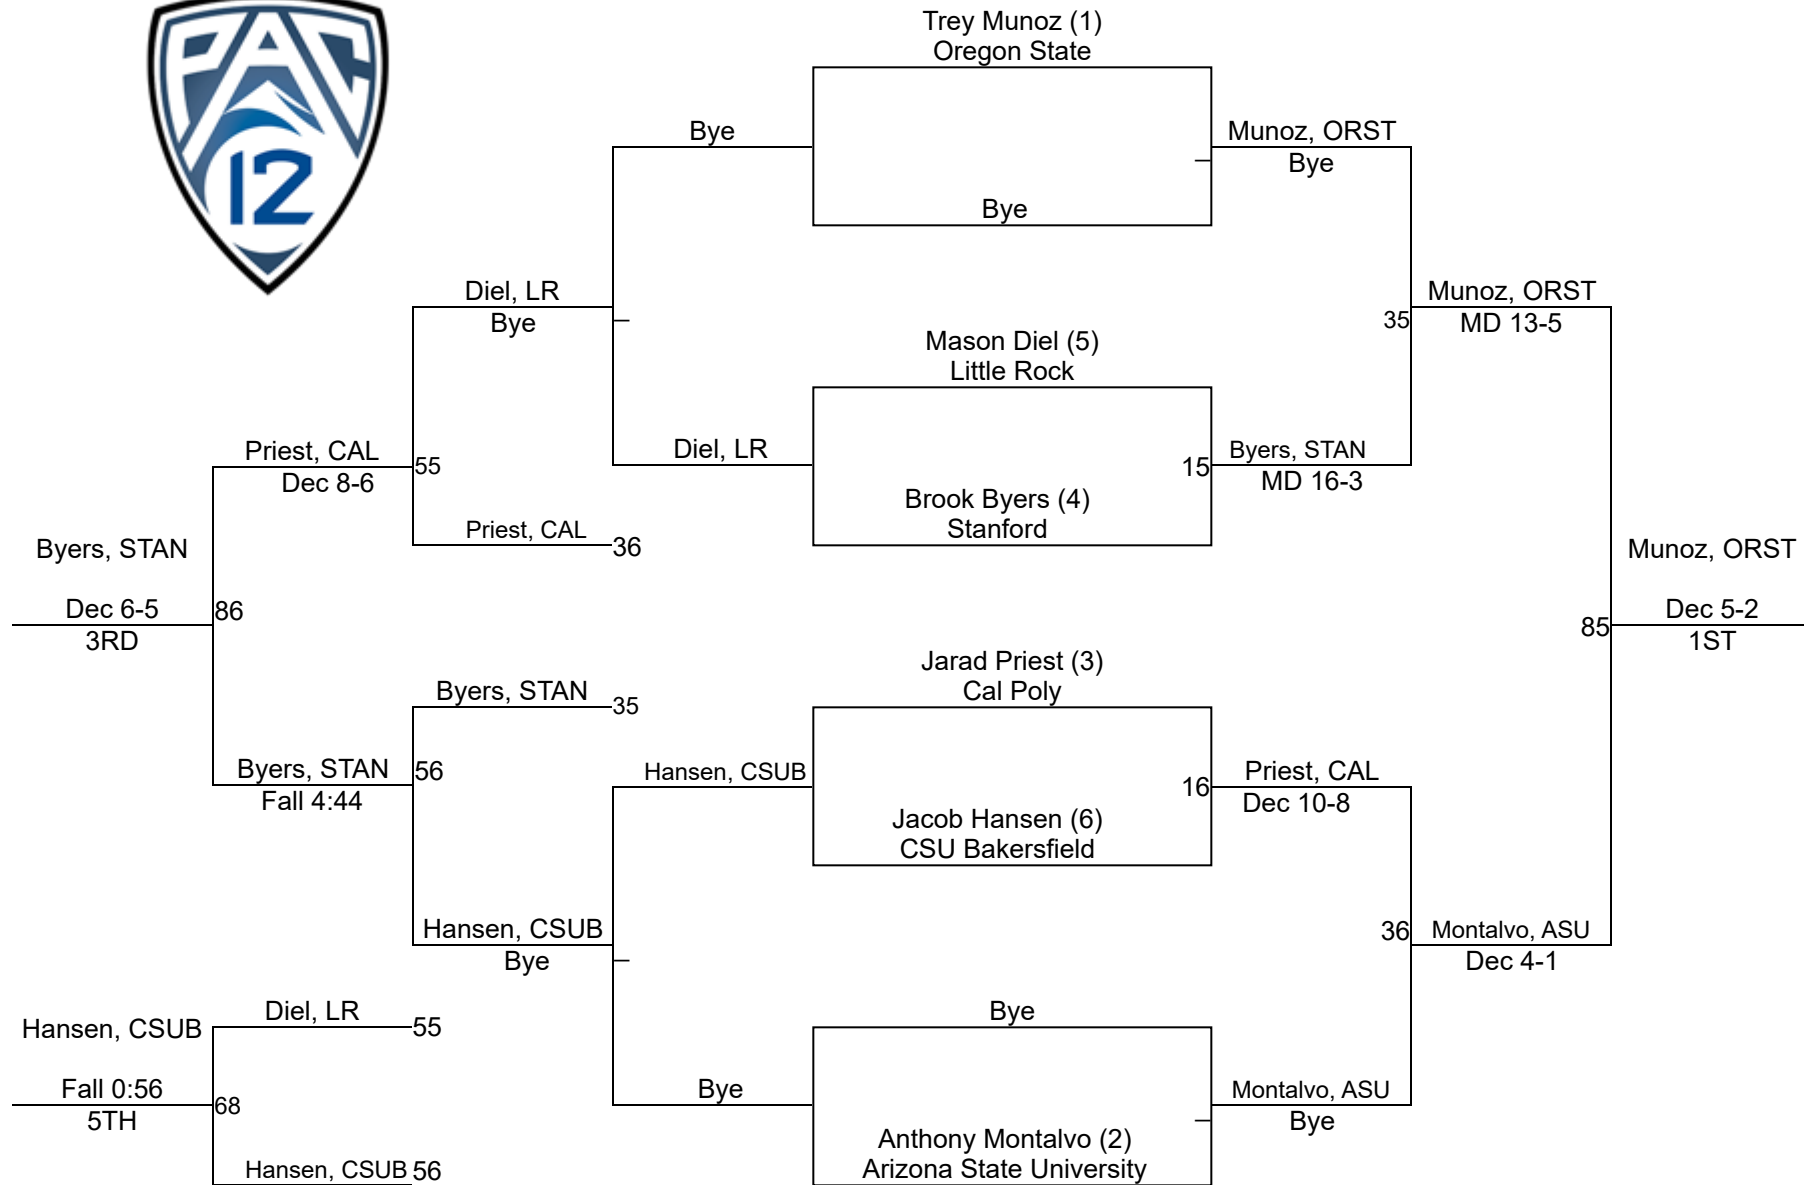 PAC
12
Trey Munoz (1)
Oregon State
Bye
Munoz, ORST
Bye
Bye
Diel, LR
Bye
Munoz, ORST
35
MD 13-5
Mason Diel (5)
Little Rock
Priest, CAL
55
Dec 8-6
Diel, LR
15
Byers, STAN
MD 16-3
Brook Byers (4)
Stanford
Priest, CAL
36
Byers, STAN
Munoz, ORST
Dec 6-5
86
3RD
85
Dec 5-2
1ST
Jarad Priest (3)
Cal Poly
Byers, STAN
35
Byers, STAN
56
Fall 4:44
Hansen, CSUB
16
Priest, CAL
Dec 10-8
Jacob Hansen (6)
CSU Bakersfield
Hansen, CSUB
Bye
36
Montalvo, ASU
Dec 4-1
Diel, LR
55
Bye
Hansen, CSUB
Fall 0:56
68
5TH
Bye
Montalvo, ASU
Bye
Anthony Montalvo (2)
Arizona State University
Hansen, CSUB
56